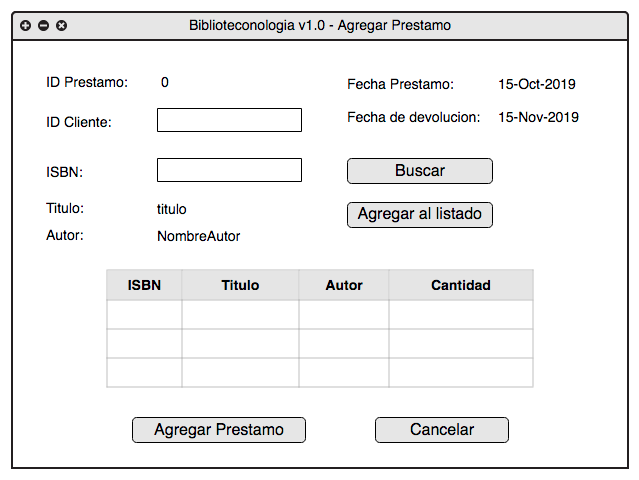 Biblioteconologia v1.0 - Agregar Prestamo
ID Prestamo: 0 Fecha Prestamo: 15-Oct-2019
ID Cliente: Fecha de devolucion: 15-Nov-2019
ISBN: Buscar
Titulo: titulo Agregar al listado
Autor: NombreAutor
ISBN Titulo Autor Cantidad
Agregar Prestamo Cancelar